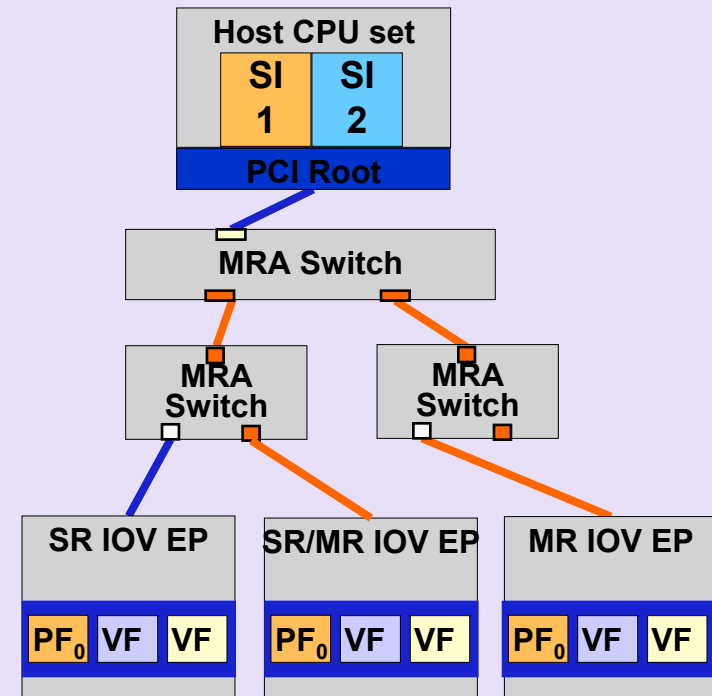 Host CPU set
SI SI
1 2
PCI Root
MRA Switch
MRA
Switch
MRA
Switch
SR IOV EP
SR/MR IOV EP
MR IOV EP
PF0 VF VF
PF0 VF VF
PF0 VF VF